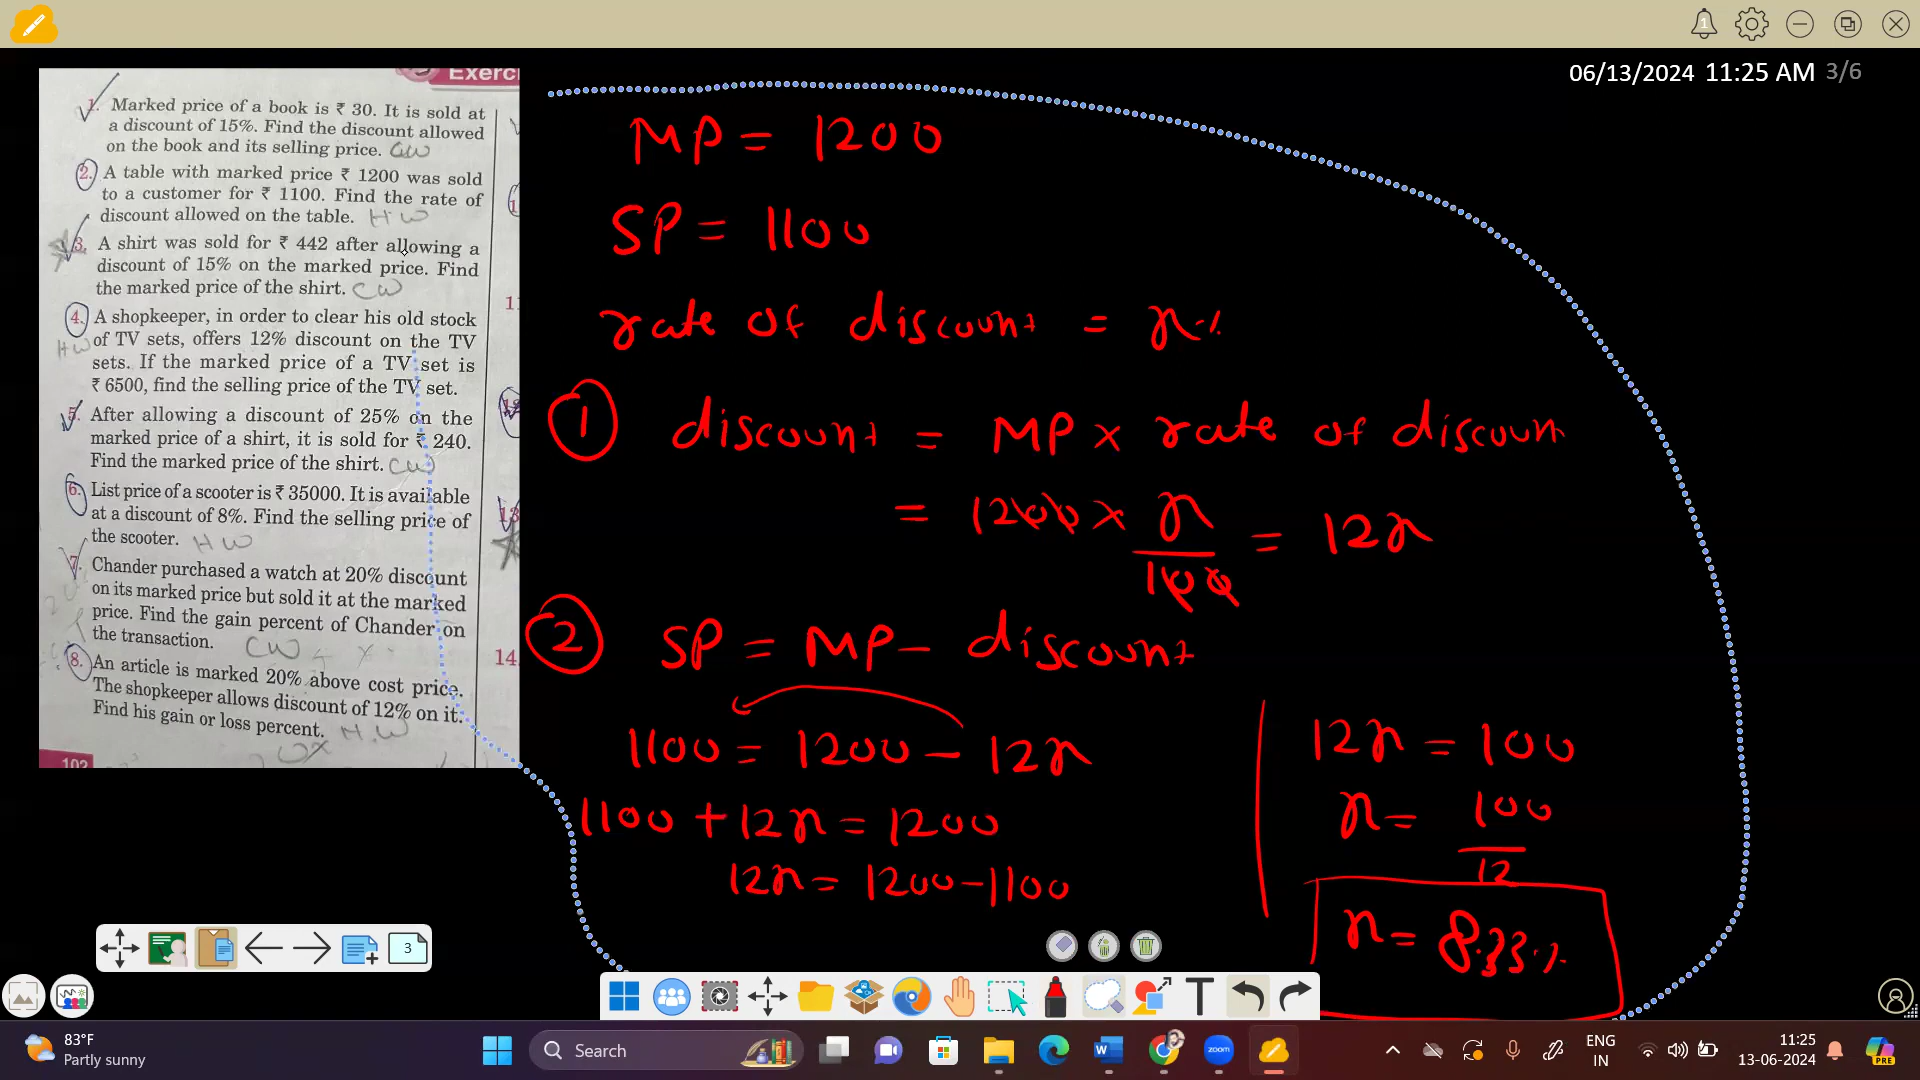 06/13/2024 11:25 AM 3/6
Exerci
1. Marked price of a book is ₹ 30. It is sold at
a discount of 15%. Find the discount allowed
on the book and its selling price. CW
2. A table with marked price ₹ 1200 was sold
to a customer for ₹ 1100. Find the rate of
discount allowed on the table. H.W
3. A shirt was sold for ₹ 442 after allowing a
discount of 15% on the marked price. Find
the marked price of the shirt. CW
4. A shopkeeper, in order to clear his old stock
HW of TV sets, offers 12% discount on the TV
sets. If the marked price of a TV set is
₹ 6500, find the selling price of the TV set.
5. After allowing a discount of 25% on the
marked price of a shirt, it is sold for ₹ 240.
Find the marked price of the shirt. CW
6. List price of a scooter is ₹ 35000. It is available
at a discount of 8%. Find the selling price of
the scooter. HW
7. Chander purchased a watch at 20% discount
on its marked price but sold it at the marked
price. Find the gain percent of Chander on
the transaction. CW
8. An article is marked 20% above cost price.
The shopkeeper allows discount of 12% on it.
Find his gain or loss percent. H.W
102
11
13
14.
MP = 1200
SP = 1100
rate of discount = x%
1 discount = MP × rate of discoun
= 1200 × x/100 = 12x
2 SP = MP - discount
1100 = 1200 - 12x
1100 + 12x = 1200
12x = 1200 - 1100
12x = 100
x = 100/12
x = 8.33%
3
83°F
Partly sunny
Search
zoom
ENG
IN
11:25
13-06-2024
PRE